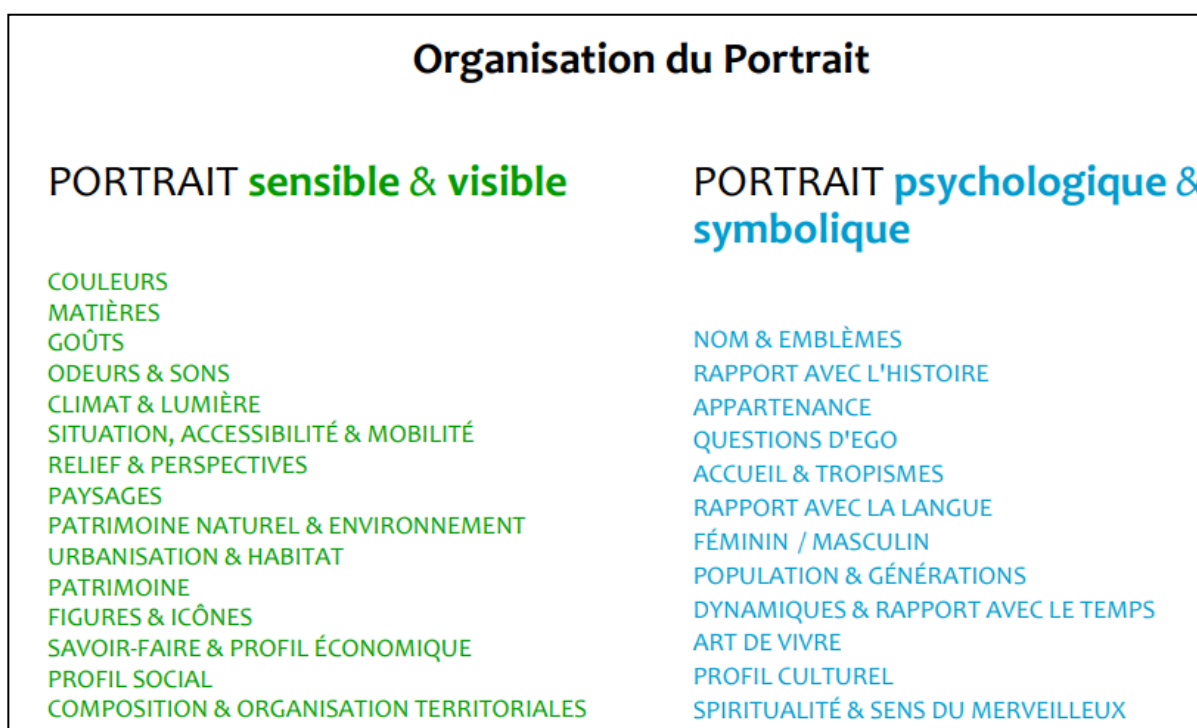 Organisation du Portrait
PORTRAIT sensible & visible
COULEURS
MATIÈRES
GOÛTS
ODEURS & SONS
CLIMAT & LUMIÈRE
SITUATION, ACCESSIBILITÉ & MOBILITÉ
RELIEF & PERSPECTIVES
PAYSAGES
PATRIMOINE NATUREL & ENVIRONNEMENT
URBANISATION & HABITAT
PATRIMOINE
FIGURES & ICÔNES
SAVOIR-FAIRE & PROFIL ÉCONOMIQUE
PROFIL SOCIAL
COMPOSITION & ORGANISATION TERRITORIALES
PORTRAIT psychologique &
symbolique
NOM & EMBLÈMES
RAPPORT AVEC L'HISTOIRE
APPARTENANCE
QUESTIONS D'EGO
ACCUEIL & TROPISMES
RAPPORT AVEC LA LANGUE
FÉMININ / MASCULIN
POPULATION & GÉNÉRATIONS
DYNAMIQUES & RAPPORT AVEC LE TEMPS
ART DE VIVRE
PROFIL CULTUREL
SPIRITUALITÉ & SENS DU MERVEILLEUX